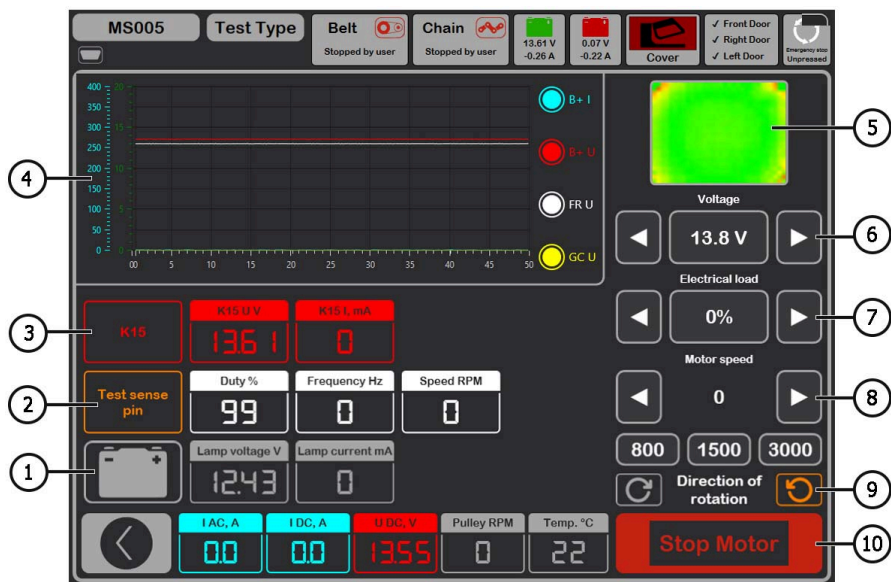 MS005
Test Type
Belt
Stopped by user
Chain
Stopped by user
13.61 V
-0.26 A
0.07 V
-0.22 A
Cover
✓ Front Door
✓ Right Door
✓ Left Door
Emergency stop
Unpressed
400
350
300
250
200
150
100
50
0
20
15
10
5
0
00 5 10 15 20 25 30 35 40 45 50
B+ I
B+ U
FR U
GC U
Voltage
13.8 V
Electrical load
0%
Motor speed
0
800 1500 3000
Direction of
rotation
Stop Motor
K15
K15 U V
13.61
K15 I, mA
0
Test sense
pin
Duty %
99
Frequency Hz
0
Speed RPM
0
Lamp voltage V
12.43
Lamp current mA
0
I AC, A
0.0
I DC, A
0.0
U DC, V
13.55
Pulley RPM
0
Temp. °C
22
1
2
3
4
5
6
7
8
9
10